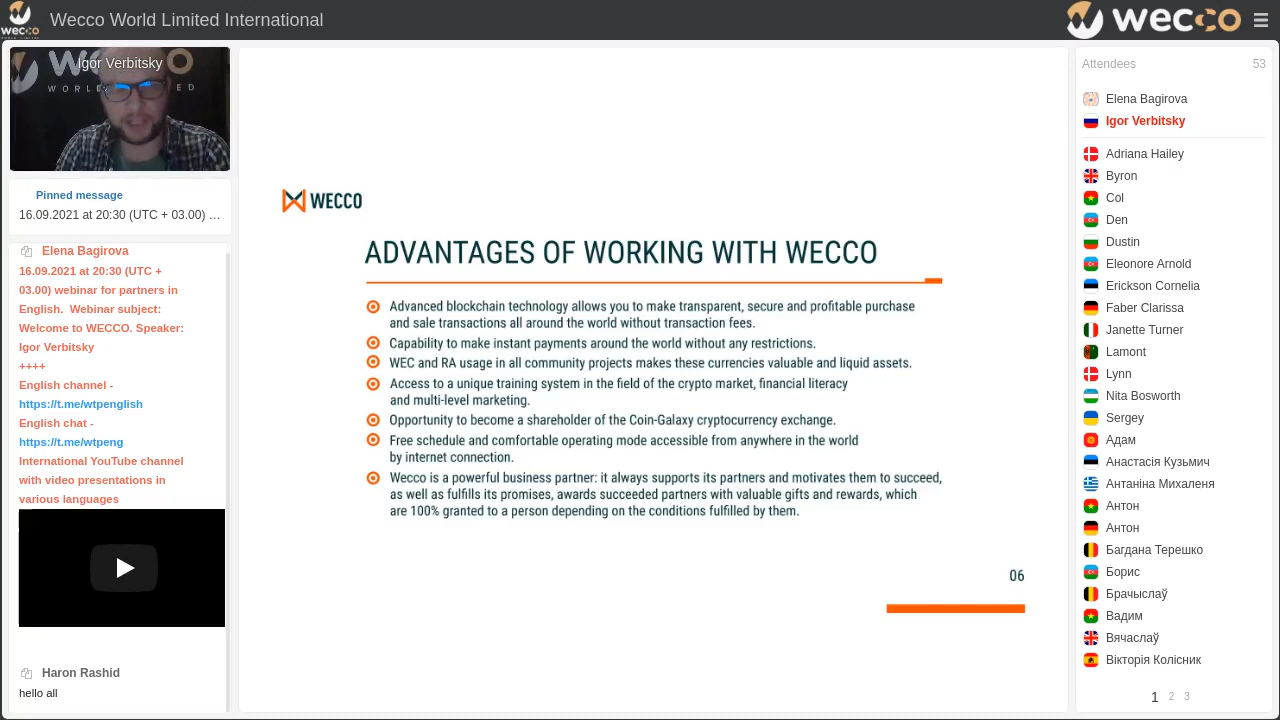 wecco
Wecco World Limited International
wecco
Igor Verbitsky
Pinned message
16.09.2021 at 20:30 (UTC + 03.00) …
Elena Bagirova
16.09.2021 at 20:30 (UTC +
03.00) webinar for partners in
English.  Webinar subject:
Welcome to WECCO. Speaker:
Igor Verbitsky
++++
English channel -
https://t.me/wtpenglish
English chat -
https://t.me/wtpeng
International YouTube channel
with video presentations in
various languages
Haron Rashid
hello all
WECCO
ADVANTAGES OF WORKING WITH WECCO
Advanced blockchain technology allows you to make transparent, secure and profitable purchase
and sale transactions all around the world without transaction fees.
Capability to make instant payments around the world without any restrictions.
WEC and RA usage in all community projects makes these currencies valuable and liquid assets.
Access to a unique training system in the field of the crypto market, financial literacy
and multi-level marketing.
Opportunity to become a shareholder of the Coin-Galaxy cryptocurrency exchange.
Free schedule and comfortable operating mode accessible from anywhere in the world
by internet connection.
Wecco is a powerful business partner: it always supports its partners and motivates them to succeed,
as well as fulfills its promises, awards succeeded partners with valuable gifts and rewards, which
are 100% granted to a person depending on the conditions fulfilled by them.
06
Attendees 53
Elena Bagirova
Igor Verbitsky
Adriana Hailey
Byron
Col
Den
Dustin
Eleonore Arnold
Erickson Cornelia
Faber Clarissa
Janette Turner
Lamont
Lynn
Nita Bosworth
Sergey
Адам
Анастасія Кузьмич
Антаніна Михаленя
Антон
Антон
Багдана Терешко
Борис
Брачыслаў
Вадим
Вячаслаў
Вікторія Колісник
1 2 3